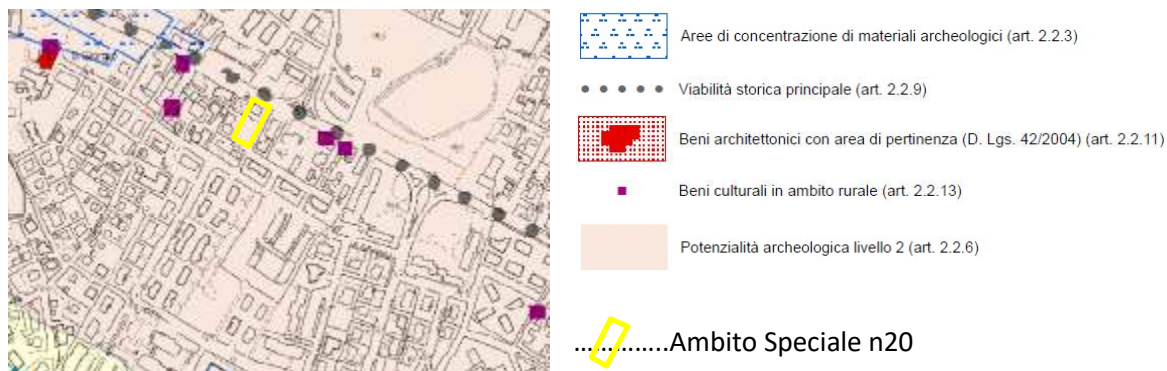 Aree di concentrazione di materiali archeologici (art. 2.2.3)
Viabilità storica principale (art. 2.2.9)
Beni architettonici con area di pertinenza (D. Lgs. 42/2004) (art. 2.2.11)
Beni culturali in ambito rurale (art. 2.2.13)
Potenzialità archeologica livello 2 (art. 2.2.6)
……………..Ambito Speciale n20